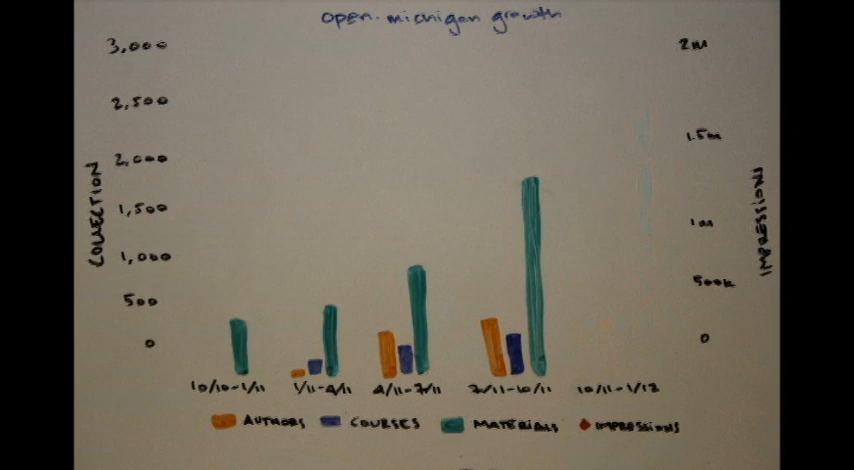 open.michigan growth
3,000
2,500
2,000
1,500
1,000
500
0
COLLECTION
2m
1.5m
1m
500k
0
IMPRESSIONS
10/10-1/11 1/11-4/11 4/11-7/11 7/11-10/11 10/11-1/12
AUTHORS COURSES MATERIALS IMPRESSIONS